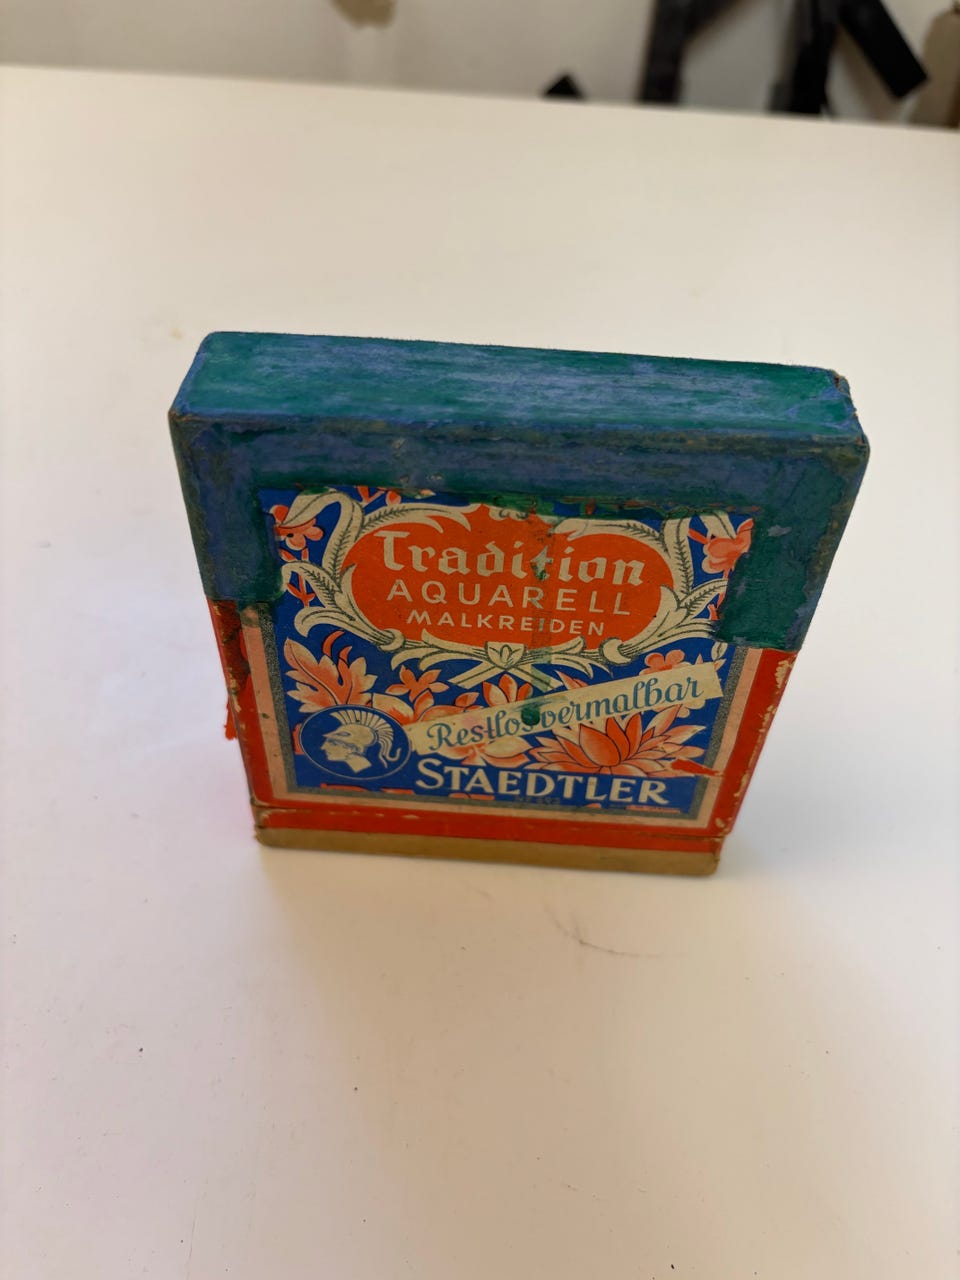 Tradition
AQUARELL
MALKREIDEN
Restlos vermalbar
STAEDTLER